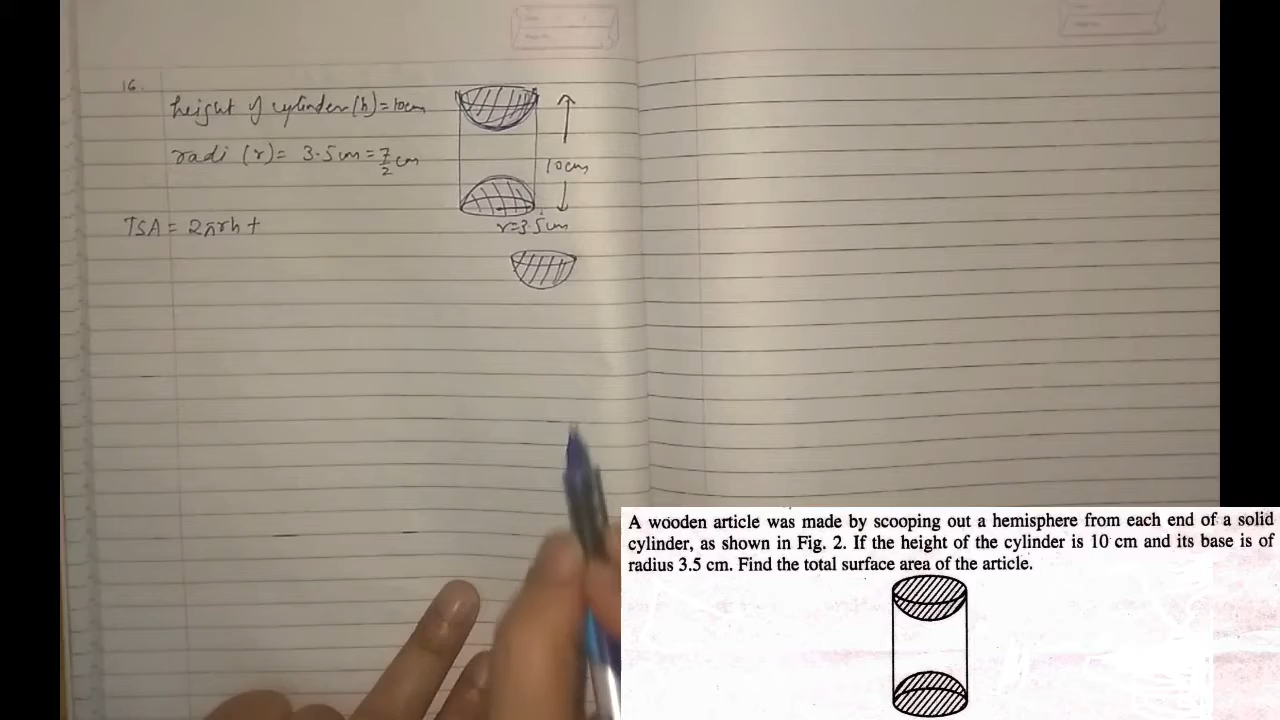 16.
height of cylinder (h) = 10cm
radi (r) = 3.5cm = 7/2 cm
10cm
TSA = 2πrh +
r=3.5cm
A wooden article was made by scooping out a hemisphere from each end of a solid
cylinder, as shown in Fig. 2. If the height of the cylinder is 10 cm and its base is of
radius 3.5 cm. Find the total surface area of the article.